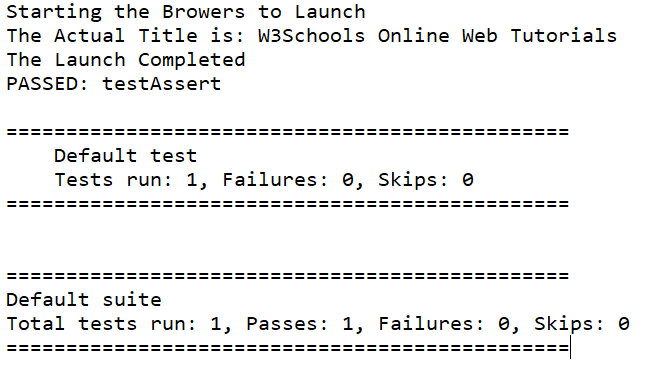 Starting the Browers to Launch
The Actual Title is: W3Schools Online Web Tutorials
The Launch Completed
PASSED: testAssert
===============================================
    Default test
    Tests run: 1, Failures: 0, Skips: 0
===============================================
===============================================
Default suite
Total tests run: 1, Passes: 1, Failures: 0, Skips: 0
===============================================